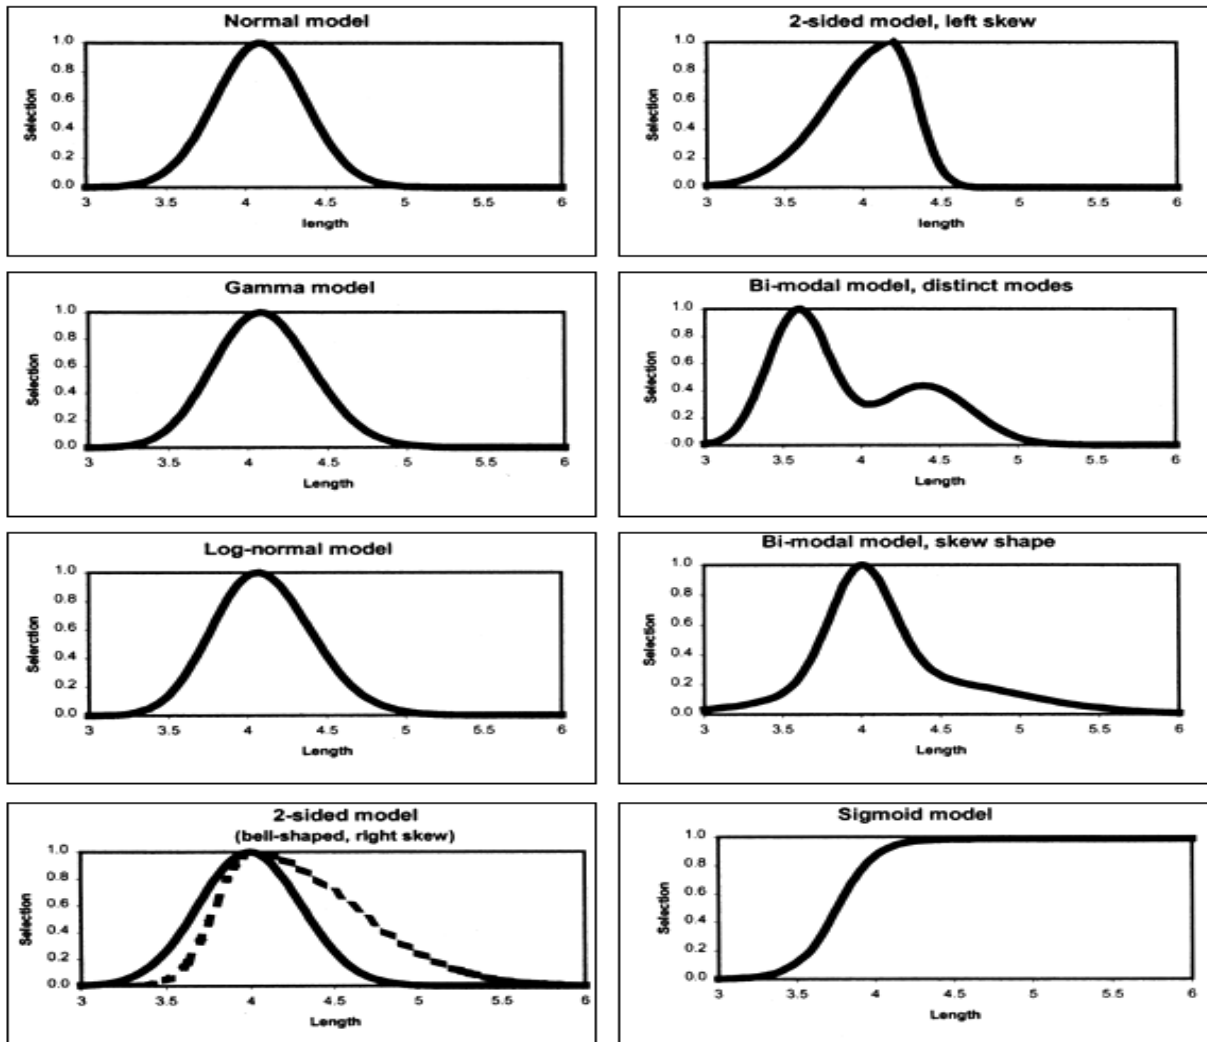 Normal model
1.0
0.8
0.6
0.4
0.2
0.0
Selection
3 3.5 4 4.5 5 5.5 6
length
2-sided model, left skew
1.0
0.8
0.6
0.4
0.2
0.0
Selection
3 3.5 4 4.5 5 5.5 6
length
Gamma model
1.0
0.8
0.6
0.4
0.2
0.0
Selection
3 3.5 4 4.5 5 5.5 6
Length
Bi-modal model, distinct modes
1.0
0.8
0.6
0.4
0.2
0.0
Selection
3 3.5 4 4.5 5 5.5 6
Length
Log-normal model
1.0
0.8
0.6
0.4
0.2
0.0
Selerction
3 3.5 4 4.5 5 5.5 6
Length
Bi-modal model, skew shape
1.0
0.8
0.6
0.4
0.2
0.0
Selection
3 3.5 4 4.5 5 5.5 6
Length
2-sided model
(bell-shaped, right skew)
1.0
0.8
0.6
0.4
0.2
0.0
Selection
3 3.5 4 4.5 5 5.5 6
Length
Sigmoid model
1.0
0.8
0.6
0.4
0.2
0.0
Selection
3 3.5 4 4.5 5 5.5 6
Length